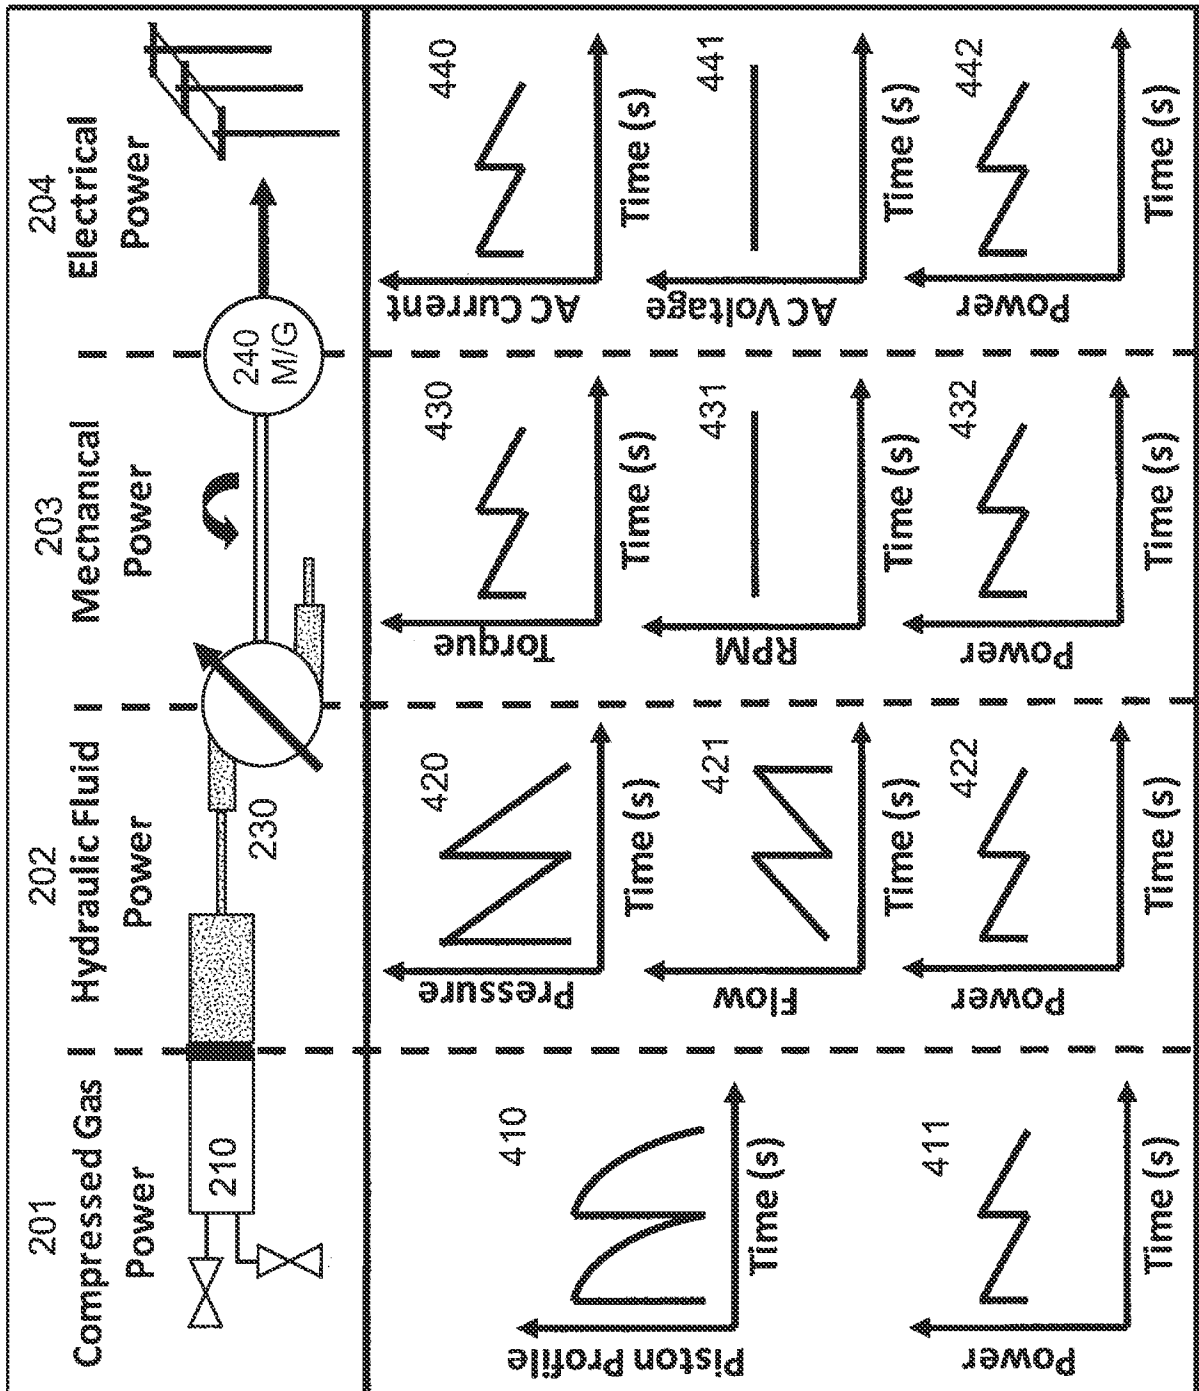 201
Compressed Gas
Power
202
Hydraulic Fluid
Power
203
Mechanical
Power
204
Electrical
Power
210
230
240
M/G
Piston Profile
410
Time (s)
Power
411
Time (s)
Pressure
420
Time (s)
Flow
421
Time (s)
Power
422
Time (s)
Torque
430
Time (s)
RPM
431
Time (s)
Power
432
Time (s)
AC Current
440
Time (s)
AC Voltage
441
Time (s)
Power
442
Time (s)